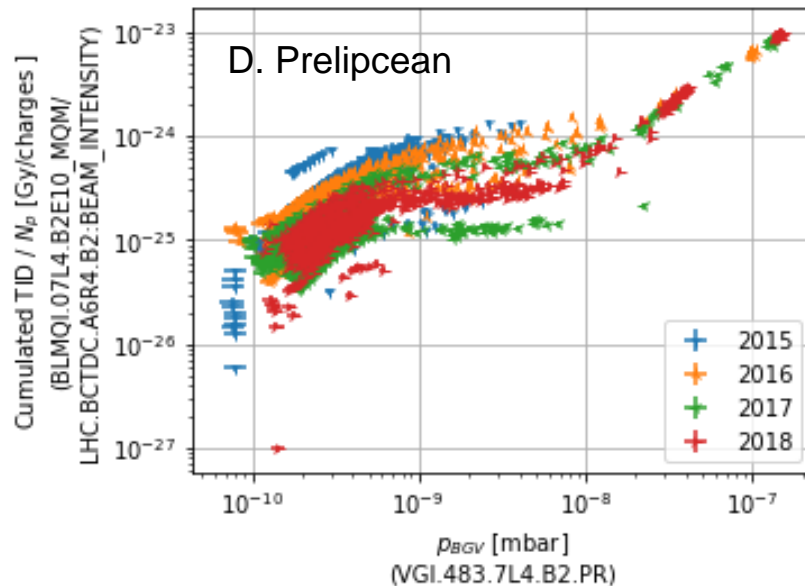 D. Prelipcean
Cumulated TID / N_p [Gy/charges ]
(BLMQI.07L4.B2E10_MQM/
LHC.BCTDC.A6R4.B2:BEAM_INTENSITY)
10^{-23}
10^{-24}
10^{-25}
10^{-26}
10^{-27}
2015
2016
2017
2018
10^{-10}
10^{-9}
10^{-8}
10^{-7}
p_{BGV} [mbar]
(VGI.483.7L4.B2.PR)